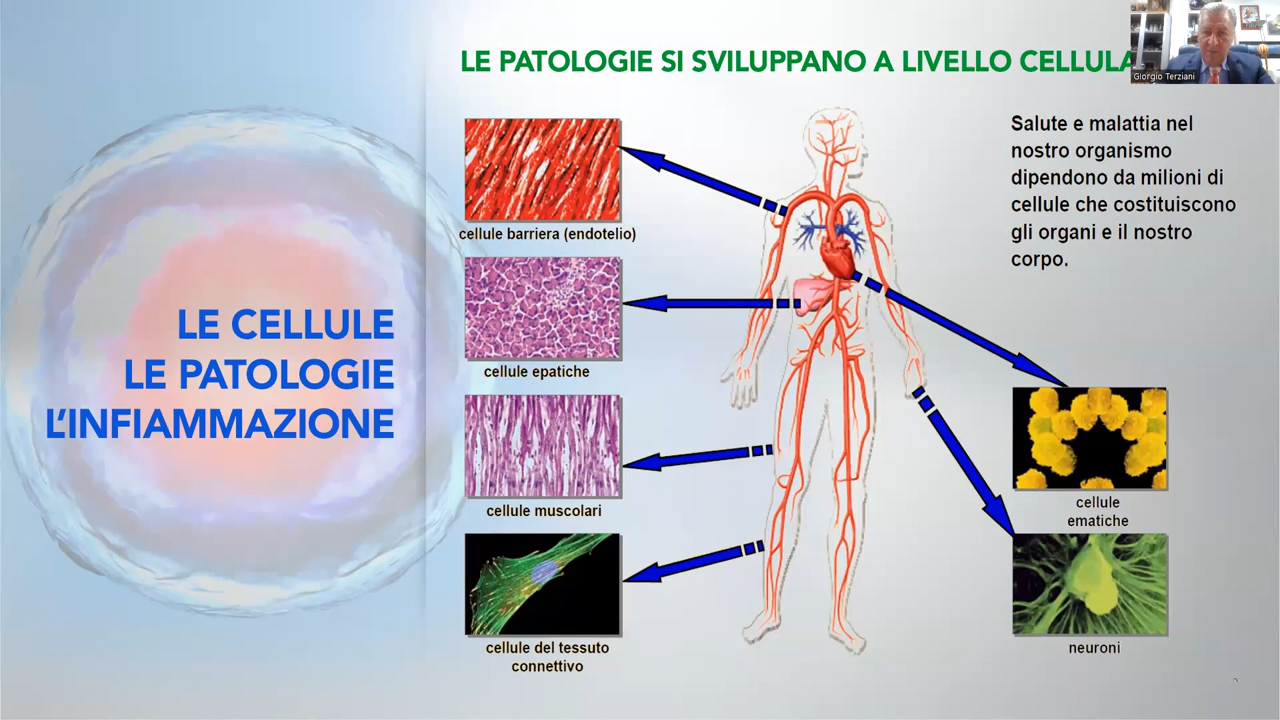 LE PATOLOGIE SI SVILUPPANO A LIVELLO
Giorgio Terziani
Salute e malattia nel
nostro organismo
dipendono da milioni di
cellule che costituiscono
gli organi e il nostro
corpo.
cellule barriera (endotelio)
LE CELLULE
LE PATOLOGIE
L'INFIAMMAZIONE
cellule epatiche
cellule muscolari
cellule
ematiche
cellule del tessuto
connettivo
neuroni